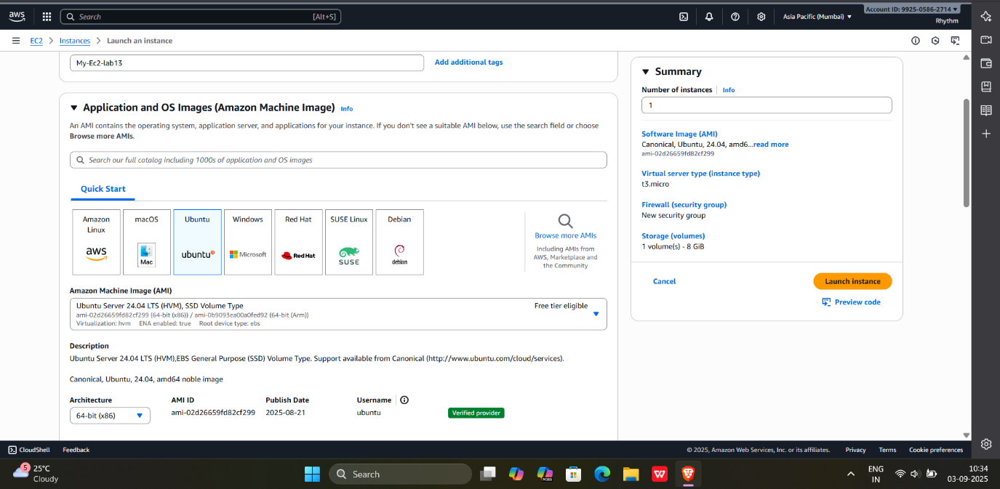 aws
Search [Alt+S]
Asia Pacific (Mumbai) ▼
Account ID: 9925-0586-2714 ▼
Rhythm
EC2 > Instances > Launch an instance
My-Ec2-lab13
Add additional tags
▼ Application and OS Images (Amazon Machine Image) Info
An AMI contains the operating system, application server, and applications for your instance. If you don't see a suitable AMI below, use the search field or choose
Browse more AMIs.
Search our full catalog including 1000s of application and OS images
Quick Start
Amazon
Linux
aws
macOS
Mac
Ubuntu
ubuntu
Windows
Microsoft
Red Hat
Red Hat
SUSE Linux
SUSE
Debian
debian
Browse more AMIs
Including AMIs from
AWS, Marketplace and
the Community
Amazon Machine Image (AMI)
Ubuntu Server 24.04 LTS (HVM), SSD Volume Type
Free tier eligible
ami-02d26659fd82cf299 (64-bit (x86)) / ami-0b9093ea00a0fed92 (64-bit (Arm))
Virtualization: hvm ENA enabled: true Root device type: ebs
Description
Ubuntu Server 24.04 LTS (HVM),EBS General Purpose (SSD) Volume Type. Support available from Canonical (http://www.ubuntu.com/cloud/services).
Canonical, Ubuntu, 24.04, amd64 noble image
Architecture AMI ID Publish Date Username
64-bit (x86) ami-02d26659fd82cf299 2025-08-21 ubuntu Verified provider
▼ Summary
Number of instances Info
1
Software Image (AMI)
Canonical, Ubuntu, 24.04, amd6...read more
ami-02d26659fd82cf299
Virtual server type (instance type)
t3.micro
Firewall (security group)
New security group
Storage (volumes)
1 volume(s) - 8 GiB
Cancel
Launch instance
Preview code
CloudShell Feedback
© 2025, Amazon Web Services, Inc. or its affiliates. Privacy Terms Cookie preferences
5
25°C
Cloudy
Search
M365
W
ENG
IN
10:34
03-09-2025